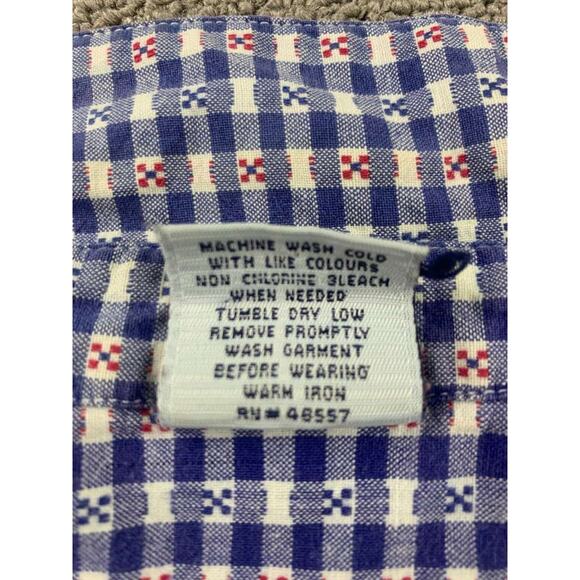 MACHINE WASH COLD
WITH LIKE COLOURS
NON CHLORINE BLEACH
WHEN NEEDED
TUMBLE DRY LOW
REMOVE PROMPTLY
WASH GARMENT
BEFORE WEARING
WARM IRON
RN# 46557